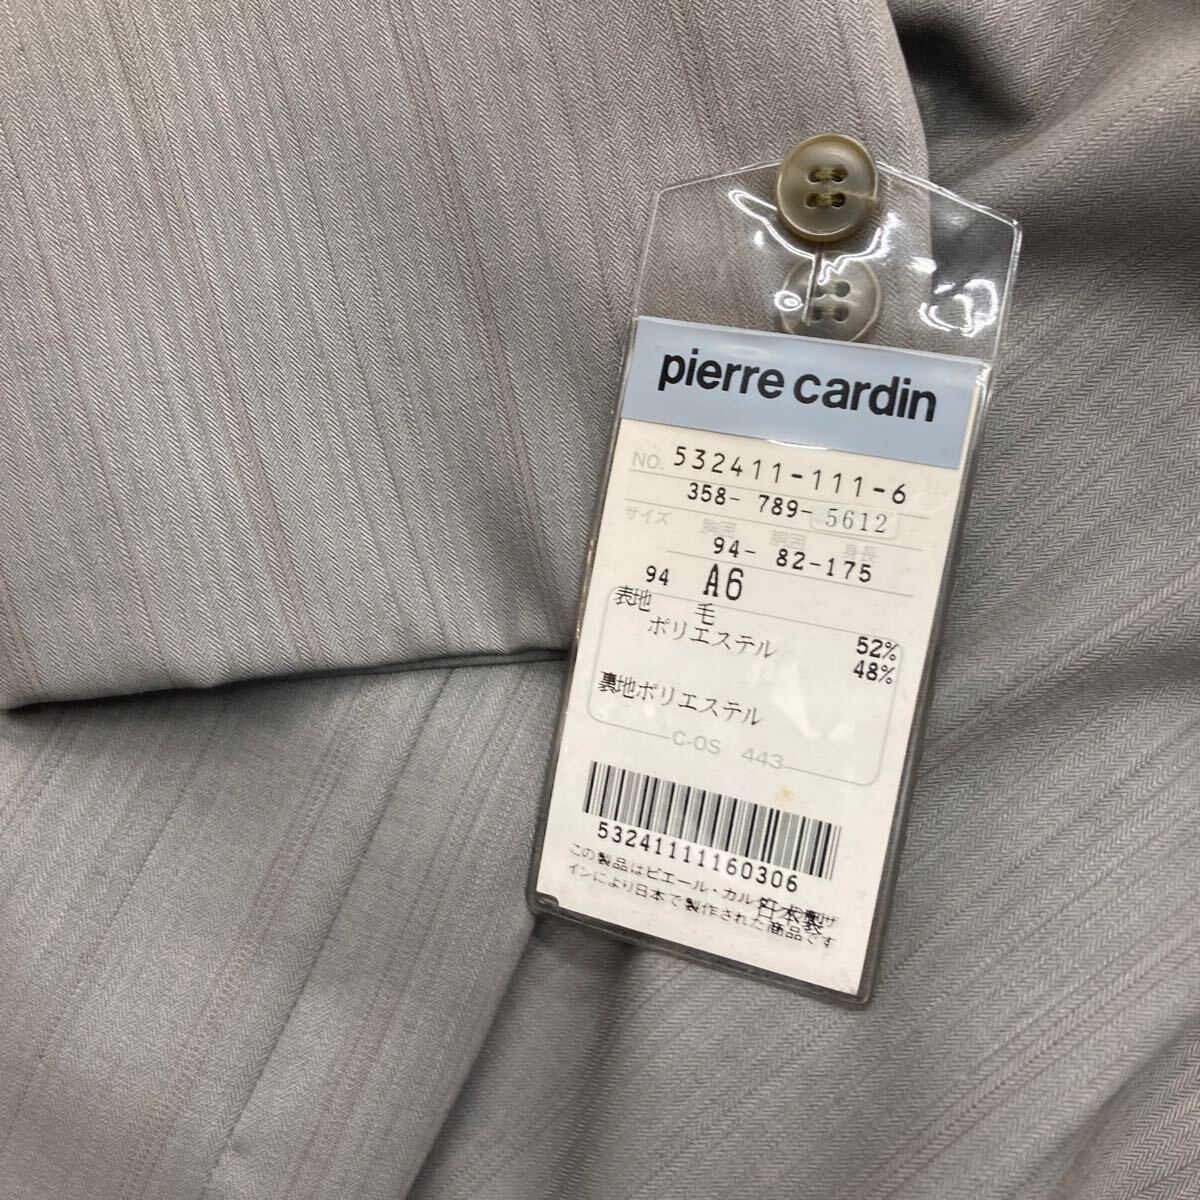 pierre cardin
NO. 532411-111-6
358- 789- 5612
サイズ 胸囲 胴囲 身長
94- 82-175
94 A6
表地 毛 52%
ポリエステル 48%
裏地ポリエステル
C-OS 443
53241111160306
この製品はピエール・カルダンのデザ
インにより日本で製作された商品です
日本製